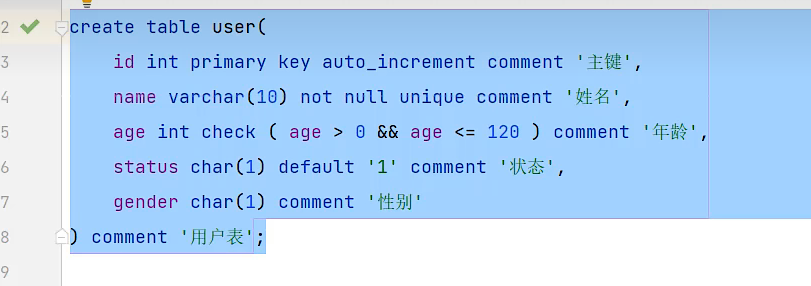 2 create table user(
3 id int primary key auto_increment comment '主键',
4 name varchar(10) not null unique comment '姓名',
5 age int check ( age > 0 && age <= 120 ) comment '年龄',
6 status char(1) default '1' comment '状态',
7 gender char(1) comment '性别'
8 ) comment '用户表';
9